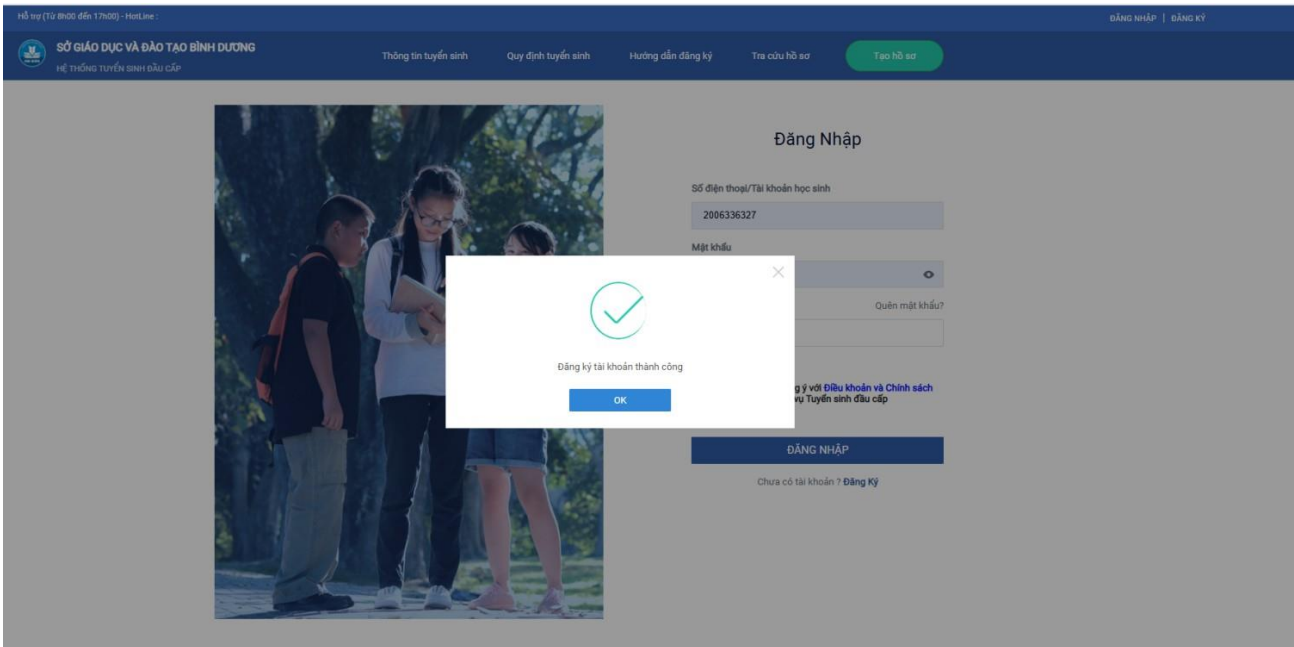 Hỗ trợ (Từ 8h00 đến 17h00) - HotLine :
ĐĂNG NHẬP | ĐĂNG KÝ
SỞ GIÁO DỤC VÀ ĐÀO TẠO BÌNH DƯƠNG
HỆ THỐNG TUYỂN SINH ĐẦU CẤP
Thông tin tuyển sinh
Quy định tuyển sinh
Hướng dẫn đăng ký
Tra cứu hồ sơ
Tạo hồ sơ
Đăng Nhập
Số điện thoại/Tài khoản học sinh
2006336327
Mật khẩu
Quên mật khẩu?
Đăng ký tài khoản thành công
OK
ý với Điều khoản và Chính sách
vụ Tuyển sinh đầu cấp
ĐĂNG NHẬP
Chưa có tài khoản ? Đăng Ký